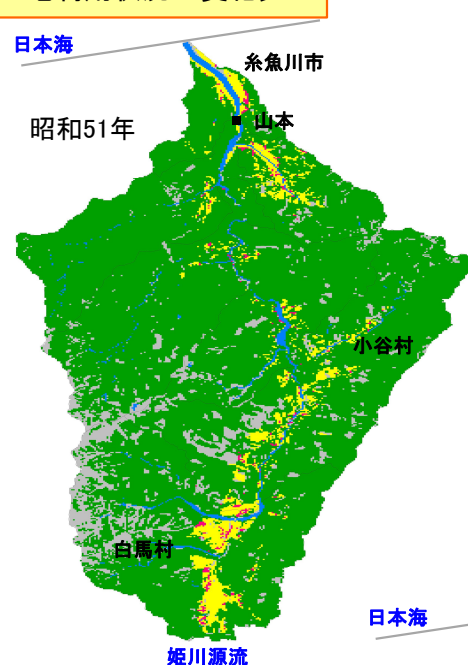 日本海
糸魚川市
昭和51年
山本
小谷村
白馬村
日本海
姫川源流